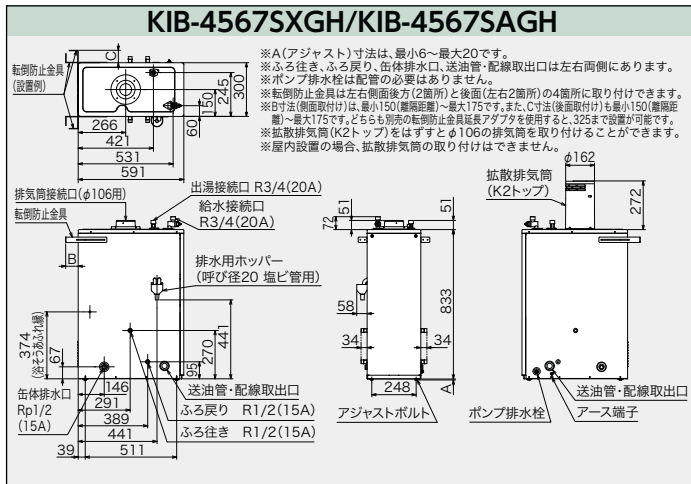 KIB-4567SXGH/KIB-4567SAGH
転倒防止金具
(設置例)
C
150
245
300
60
266
421
531
591
※A(アジャスト)寸法は、最小6～最大20です。
※ふろ往き、ふろ戻り、缶体排水口、送油管・配線取出口は左右両側にあります。
※ポンプ排水栓は配管の必要はありません。
※転倒防止金具は左右側面後方(2箇所)と後面(左右2箇所)の4箇所に取り付けできます。
※B寸法(側面取付け)は、最小150(離隔距離)～最大175です。また、C寸法(後面取付け)も最小150(離隔距
離)～最大175です。どちらも別売の転倒防止金具延長アダプタを使用すると、325まで設置が可能です。
※拡散排気筒(K2トップ)をはずすとφ106の排気筒を取り付けることができます。
※屋内設置の場合、拡散排気筒の取り付けはできません。
排気筒接続口(φ106用)
転倒防止金具
出湯接続口 R3/4(20A)
給水接続口
R3/4(20A)
B
排水用ホッパー
(呼び径20 塩ビ管用)
374
(浴そうあふれ縁)
67
缶体排水口
Rp1/2
(15A)
146
291
389
441
39
511
95
270
441
送油管・配線取出口
ふろ戻り R1/2(15A)
ふろ往き R1/2(15A)
72
51
51
58
34
34
833
248
A
アジャストボルト
拡散排気筒
(K2トップ)
φ162
272
ポンプ排水栓
送油管・配線取出口
アース端子